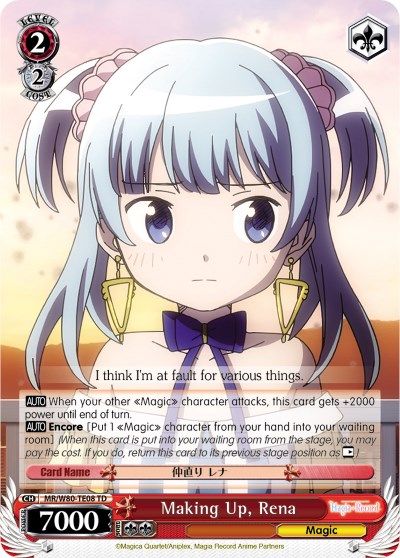 LEVEL
2
2
COST
I think I'm at fault for various things.
AUTO When your other «Magic» character attacks, this card gets +2000
power until end of turn.
AUTO Encore [Put 1 «Magic» character from your hand into your waiting
room] (When this card is put into your waiting room from the stage, you may
pay the cost. If you do, return this card to its previous stage position as
Card Name 仲直り レナ
CH MR/W80-TE08 TD
POWER 7000 SOUL
Making Up, Rena
Magia Record
Magic
©Magica Quartet/Aniplex, Magia Record Anime Partners